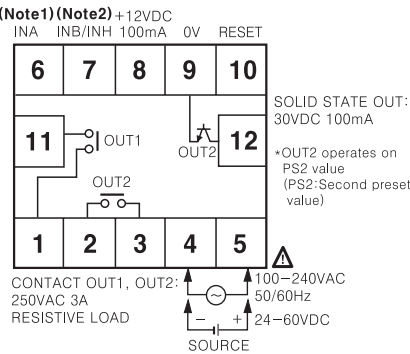 (Note1) (Note2) +12VDC
INA INB/INH 100mA 0V RESET
6 7 8 9 10
SOLID STATE OUT:
30VDC 100mA
11 OUT1 OUT2 12
*OUT2 operates on
PS2 value
(PS2:Second preset
value)
OUT2
1 2 3 4 5
CONTACT OUT1, OUT2:
250VAC 3A
RESISTIVE LOAD
100-240VAC
50/60Hz
- + 24-60VDC
SOURCE